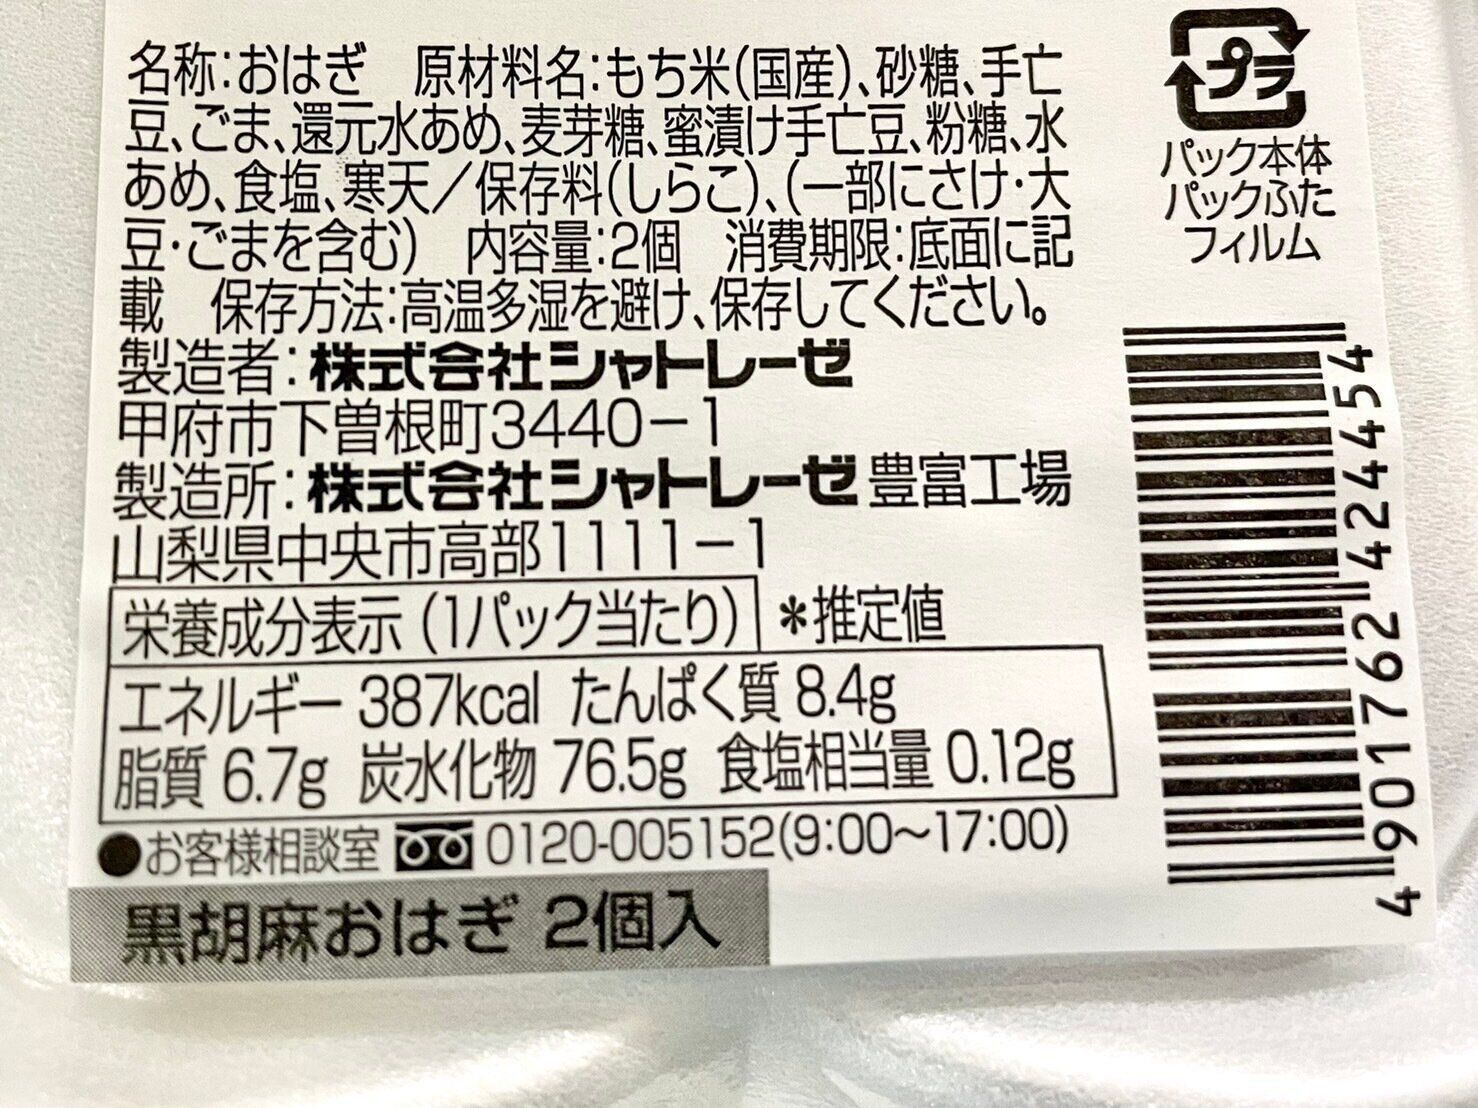 名称:おはぎ　原材料名:もち米(国産)、砂糖、手亡
豆、ごま、還元水あめ、麦芽糖、蜜漬け手亡豆、粉糖、水
あめ、食塩、寒天／保存料(しらこ)、(一部にさけ・大
豆・ごまを含む)　内容量:2個　消費期限:底面に記
載　保存方法:高温多湿を避け、保存してください。
製造者:株式会社シャトレーゼ
甲府市下曽根町3440－1
製造所:株式会社シャトレーゼ豊富工場
山梨県中央市高部1111－1
栄養成分表示(1パック当たり) *推定値
エネルギー 387kcal たんぱく質 8.4g
脂質 6.7g 炭水化物 76.5g 食塩相当量 0.12g
●お客様相談室 0120-005152(9:00～17:00)
黒胡麻おはぎ 2個入
プラ
パック本体
パックふた
フィルム
4901762424454